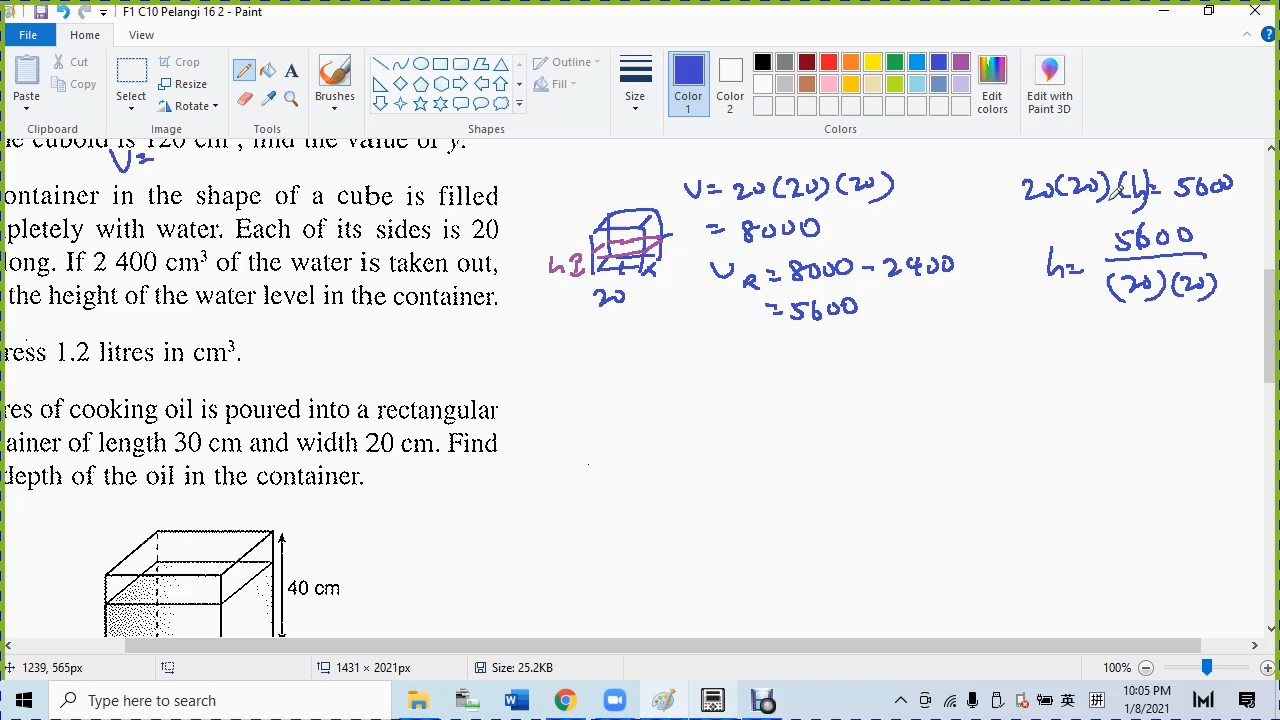 F1 C10 Pelangi 16 2 - Paint
File Home View
Paste Cut Copy Clipboard
Select Crop Resize Rotate Image
Tools
Brushes
Shapes Outline Fill
Size
Color 1 Color 2 Edit colors Colors
Edit with Paint 3D
cuboid is 120 cm³, find the value of y.
V=
ontainer in the shape of a cube is filled
pletely with water. Each of its sides is 20
long. If 2 400 cm³ of the water is taken out,
the height of the water level in the container.
ress 1.2 litres in cm³.
res of cooking oil is poured into a rectangular
ainer of length 30 cm and width 20 cm. Find
depth of the oil in the container.
40 cm
h
20
V = 20(20)(20)
= 8000
V R = 8000 - 2400
= 5600
20(20)(h) = 5600
h = 5600
(20)(20)
1239, 565px 1431 × 2021px Size: 25.2KB 100%
Type here to search
英 拼
10:05 PM
1/8/2021